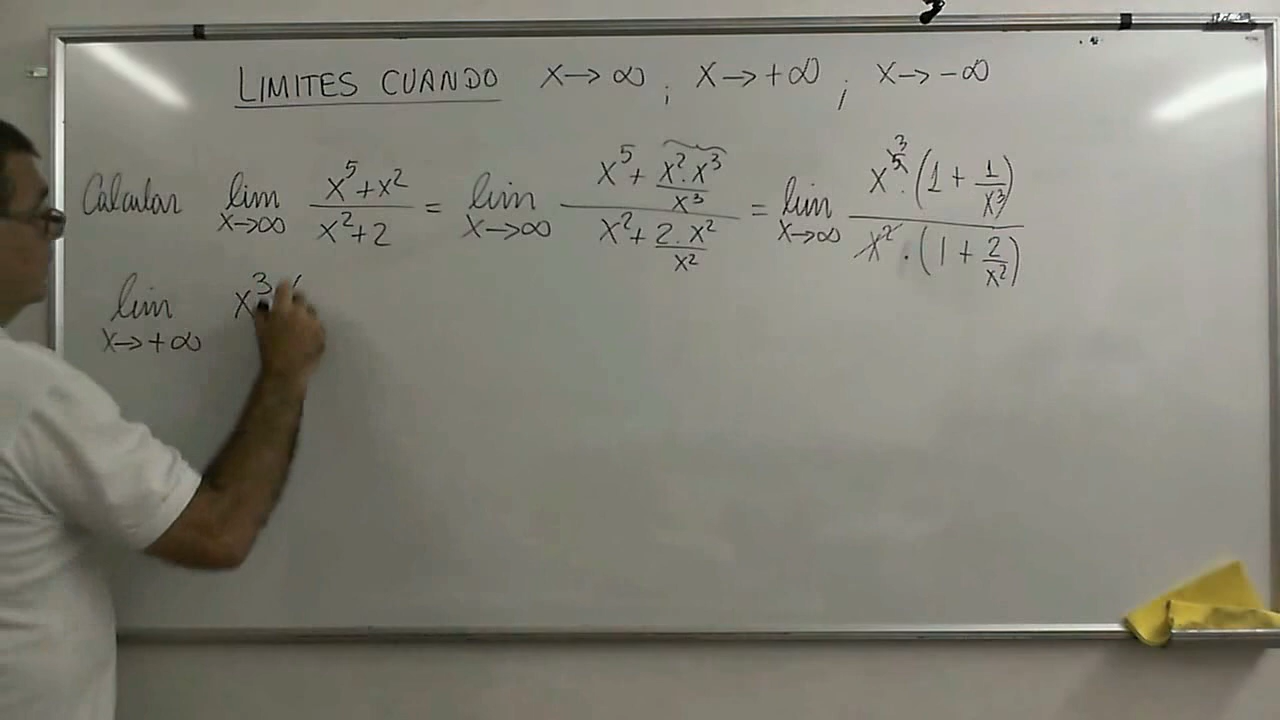 LIMITES CUANDO x→∞ ; x→+∞ ; x→-∞
Calcular lim x→∞ (x⁵+x²)/(x²+2) = lim x→∞ (x⁵ + (x².x³)/x³)/(x² + (2.x²)/x²) = lim x→∞ (x⁵³.(1 + 1/x³))/(x².(1 + 2/x²))
lim x→+∞ x³ (